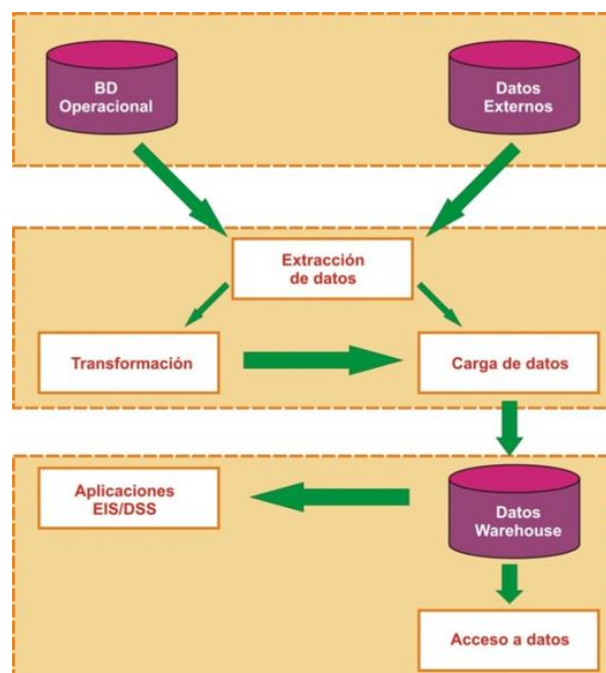 BD
Operacional
Datos
Externos
Extracción
de datos
Transformación
Carga de datos
Aplicaciones
EIS/DSS
Datos
Warehouse
Acceso a datos